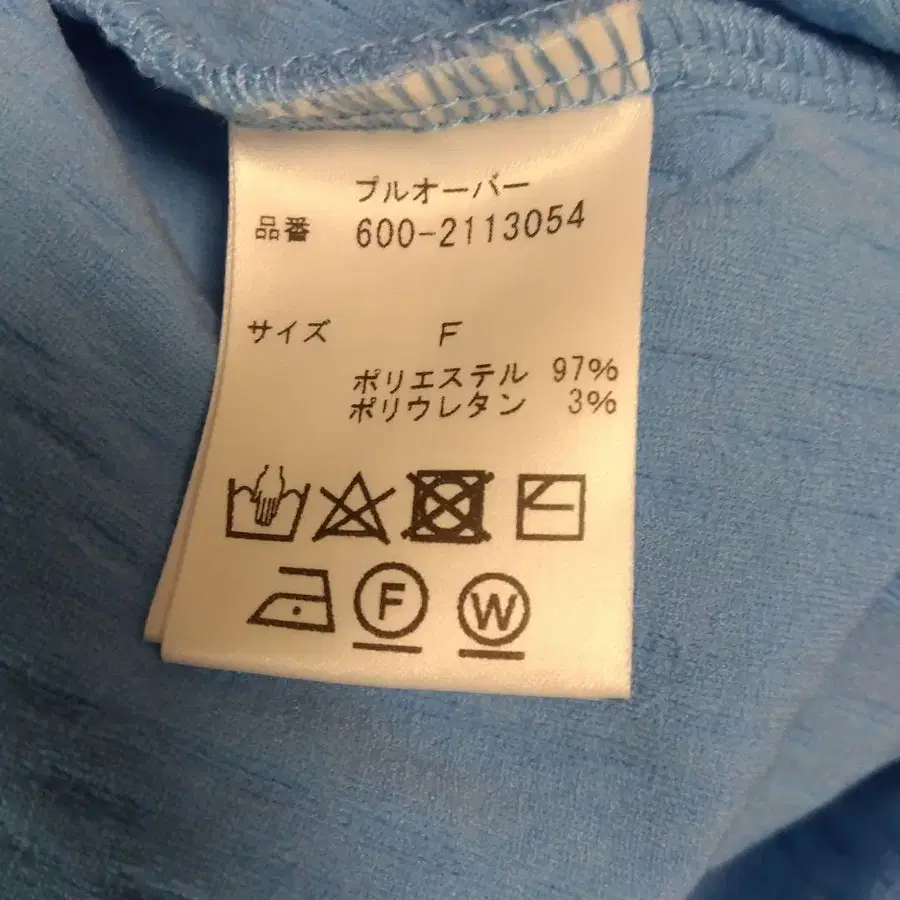 プルオーバー
品番 600-2113054
サイズ F
ポリエステル 97%
ポリウレタン 3%
F W